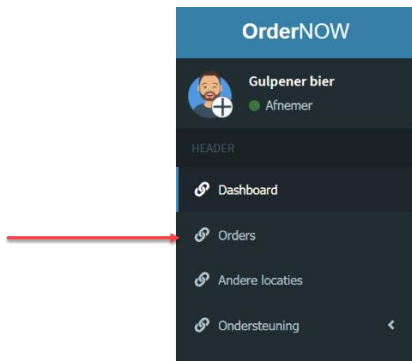 OrderNOW
Gulpener bier
Afnemer
HEADER
Dashboard
Orders
Andere locaties
Ondersteuning